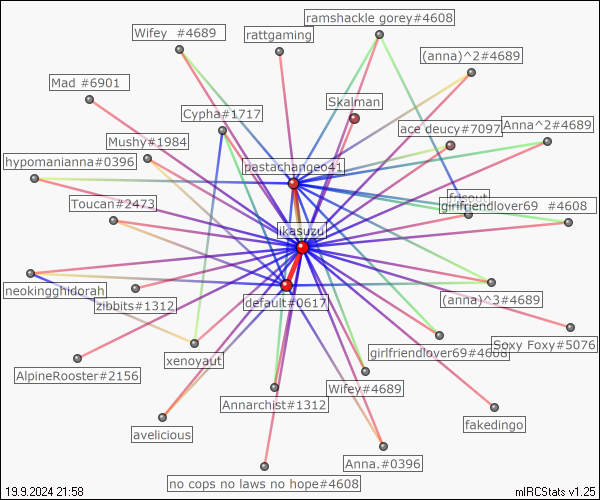 ramshackle gorey#4608
Wifey  #4689
rattgaming
(anna)^2#4689
Mad #6901
Skalman
Cypha#1717
Anna^2#4689
ace deucy#7097
Mushy#1984
hypomanianna#0396
pastachangeo41
Toucan#2473
girlfriendlover69  #4608
ikasuzu
neokingghidorah
zibbits#1312
default#0617
(anna)^3#4689
xenoyaut
girlfriendlover69#4608
Soxy Foxy#5076
AlpineRooster#2156
Wifey#4689
Annarchist#1312
fakedingo
avelicious
Anna.#0396
no cops no laws no hope#4608
19.9.2024 21:58
mIRCStats v1.25